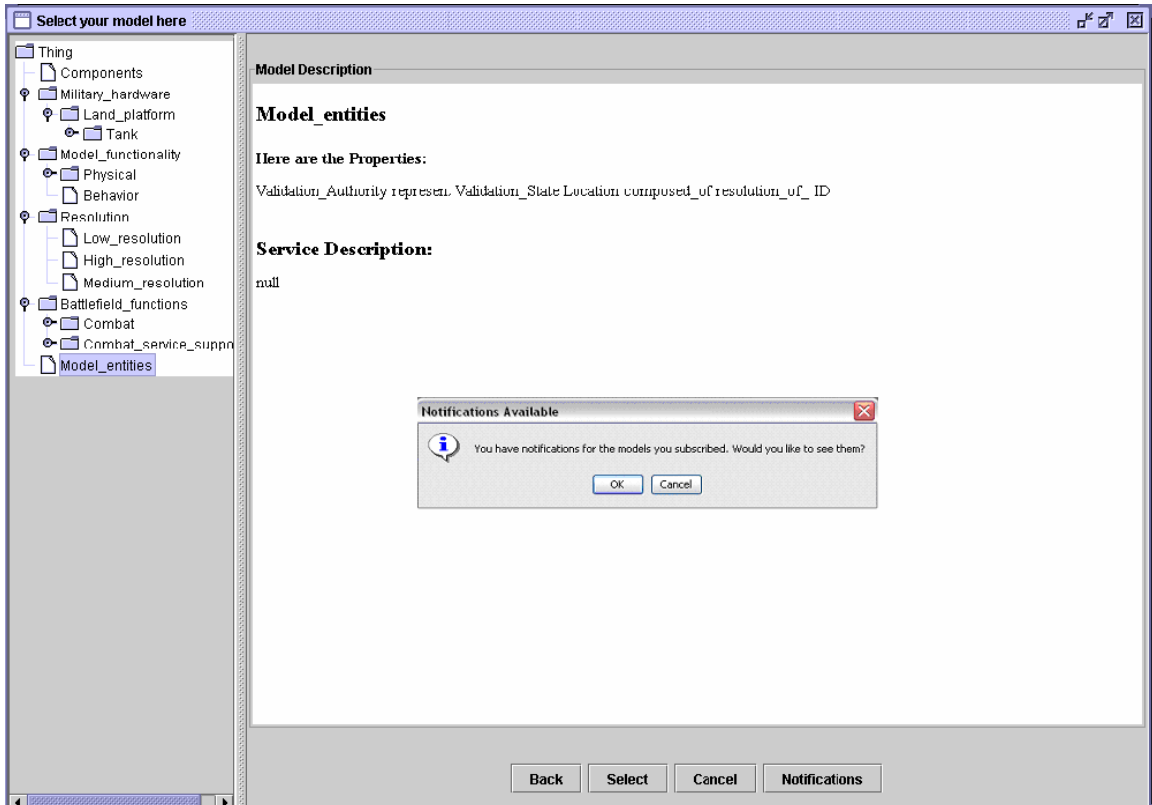 Select your model here
Thing
Components
Military_hardware
Land_platform
Tank
Model_functionality
Physical
Behavior
Resolution
Low_resolution
High_resolution
Medium_resolution
Battlefield_functions
Combat
Combat_service_suppo
Model_entities
Model Description
Model_entities
Here are the Properties:
Validation_Authority represent Validation_State Location composed_of resolution_of_ ID
Service Description:
null
Notifications Available
You have notifications for the models you subscribed. Would you like to see them?
OK Cancel
Back Select Cancel Notifications